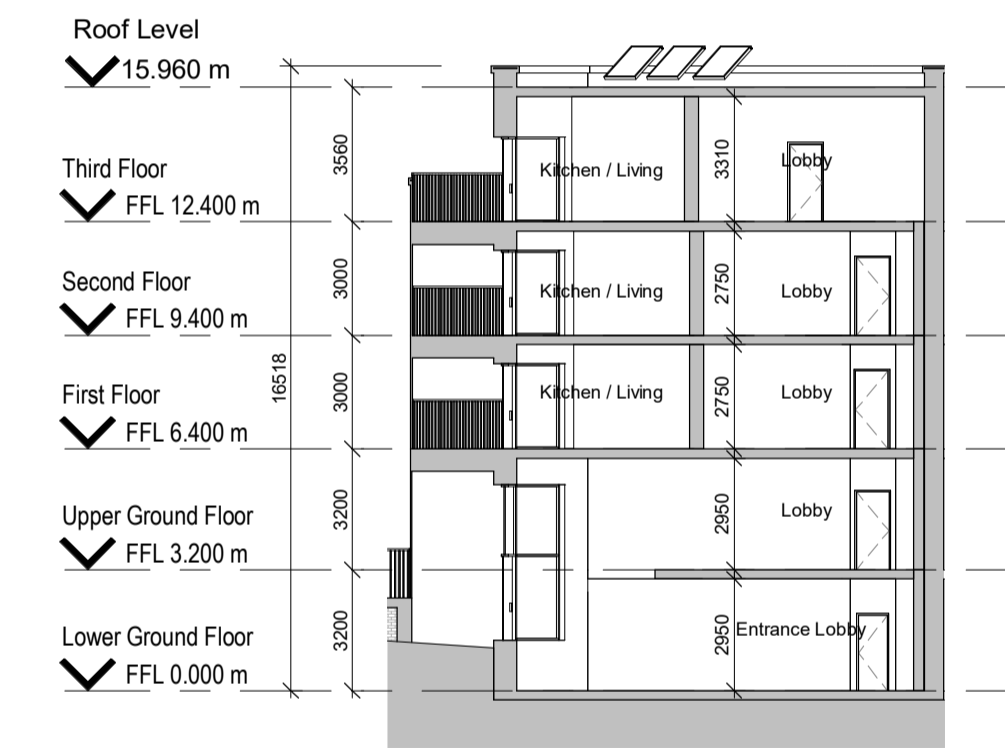 Roof Level
15.960 m
Third Floor
FFL 12.400 m
3560
Kitchen / Living
3310
Lobby
Second Floor
FFL 9.400 m
3000
Kitchen / Living
2750
Lobby
16518
First Floor
FFL 6.400 m
3000
Kitchen / Living
2750
Lobby
Upper Ground Floor
FFL 3.200 m
3200
2950
Lobby
Lower Ground Floor
FFL 0.000 m
3200
2950
Entrance Lobby